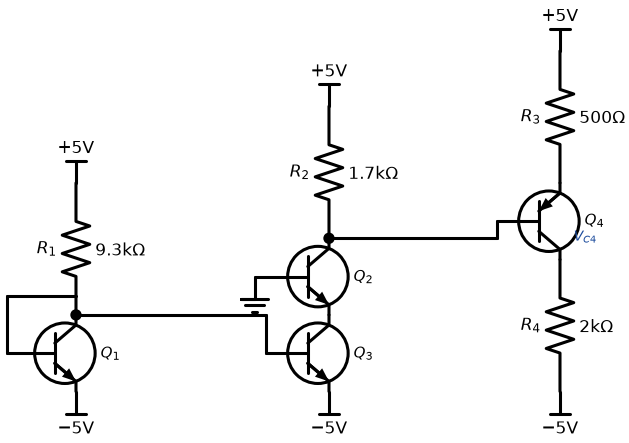 +5V
+5V
+5V
R3
500Ω
R2
1.7kΩ
R1
9.3kΩ
Q4
VC4
Q2
R4
2kΩ
Q1
Q3
−5V
−5V
−5V